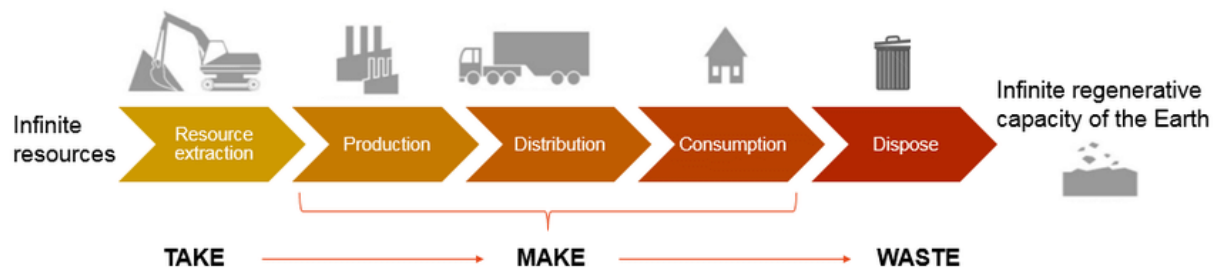 Infinite
resources
Resource
extraction
Production
Distribution
Consumption
Dispose
Infinite regenerative
capacity of the Earth
TAKE
MAKE
WASTE